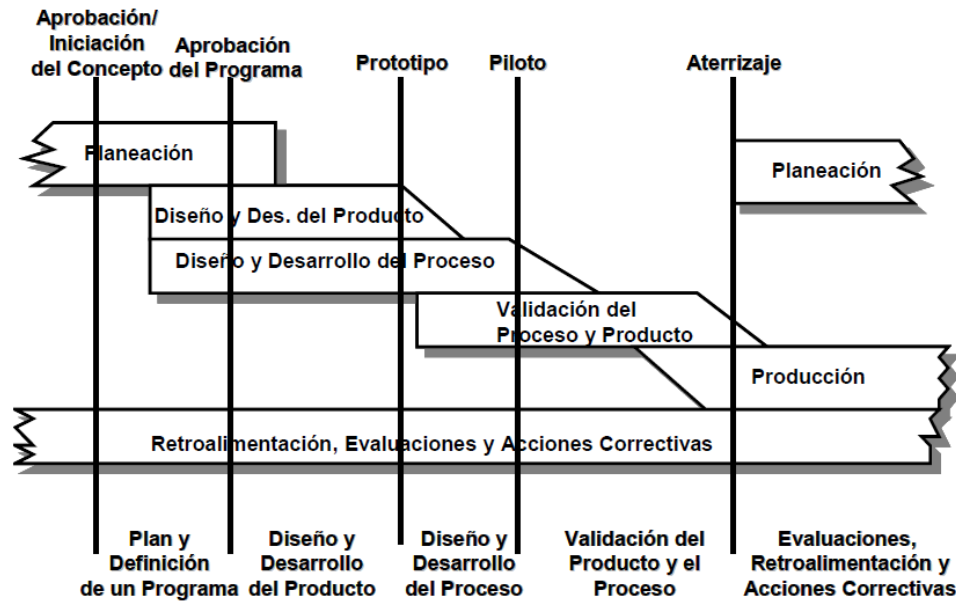 Aprobación/
Iniciación
del Concepto
Aprobación
del Programa
Prototipo
Piloto
Aterrizaje
Planeación
Planeación
Diseño y Des. del Producto
Diseño y Desarrollo del Proceso
Validación del
Proceso y Producto
Producción
Retroalimentación, Evaluaciones y Acciones Correctivas
Plan y
Definición
de un Programa
Diseño y
Desarrollo
del Producto
Diseño y
Desarrollo
del Proceso
Validación del
Producto y el
Proceso
Evaluaciones,
Retroalimentación y
Acciones Correctivas